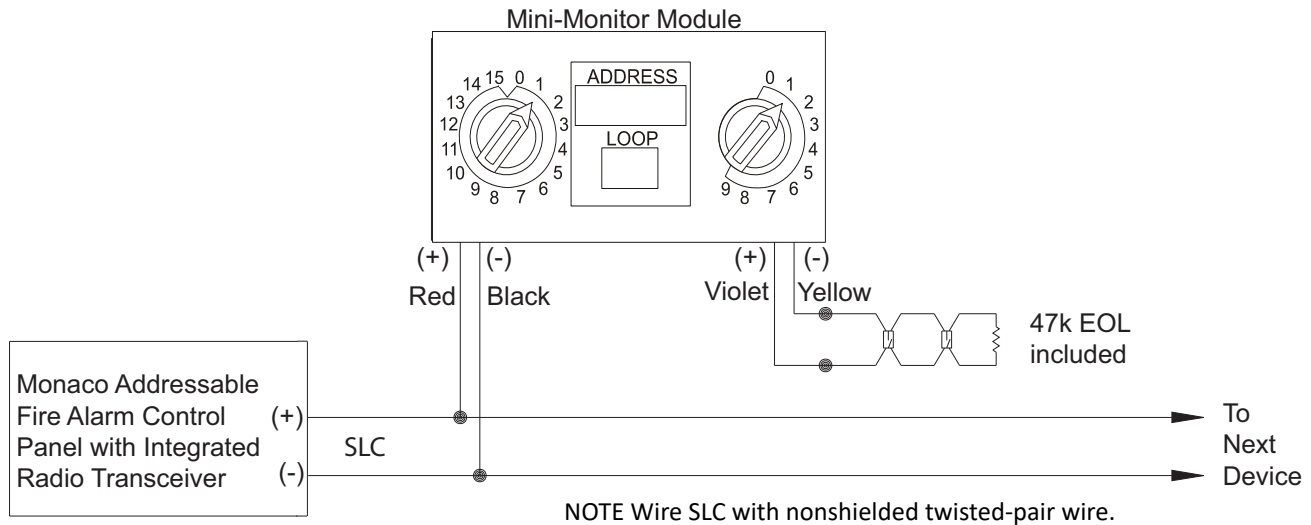 Mini-Monitor Module
ADDRESS
LOOP
0
1
2
3
4
5
6
7
8
9
10
11
12
13
14
15
0
1
2
3
4
5
6
7
8
9
(+)
(-)
Red
Black
(+)
(-)
Violet
Yellow
47k EOL
included
Monaco Addressable
Fire Alarm Control
Panel with Integrated
Radio Transceiver
(+)
(-)
SLC
To
Next
Device
NOTE Wire SLC with nonshielded twisted-pair wire.